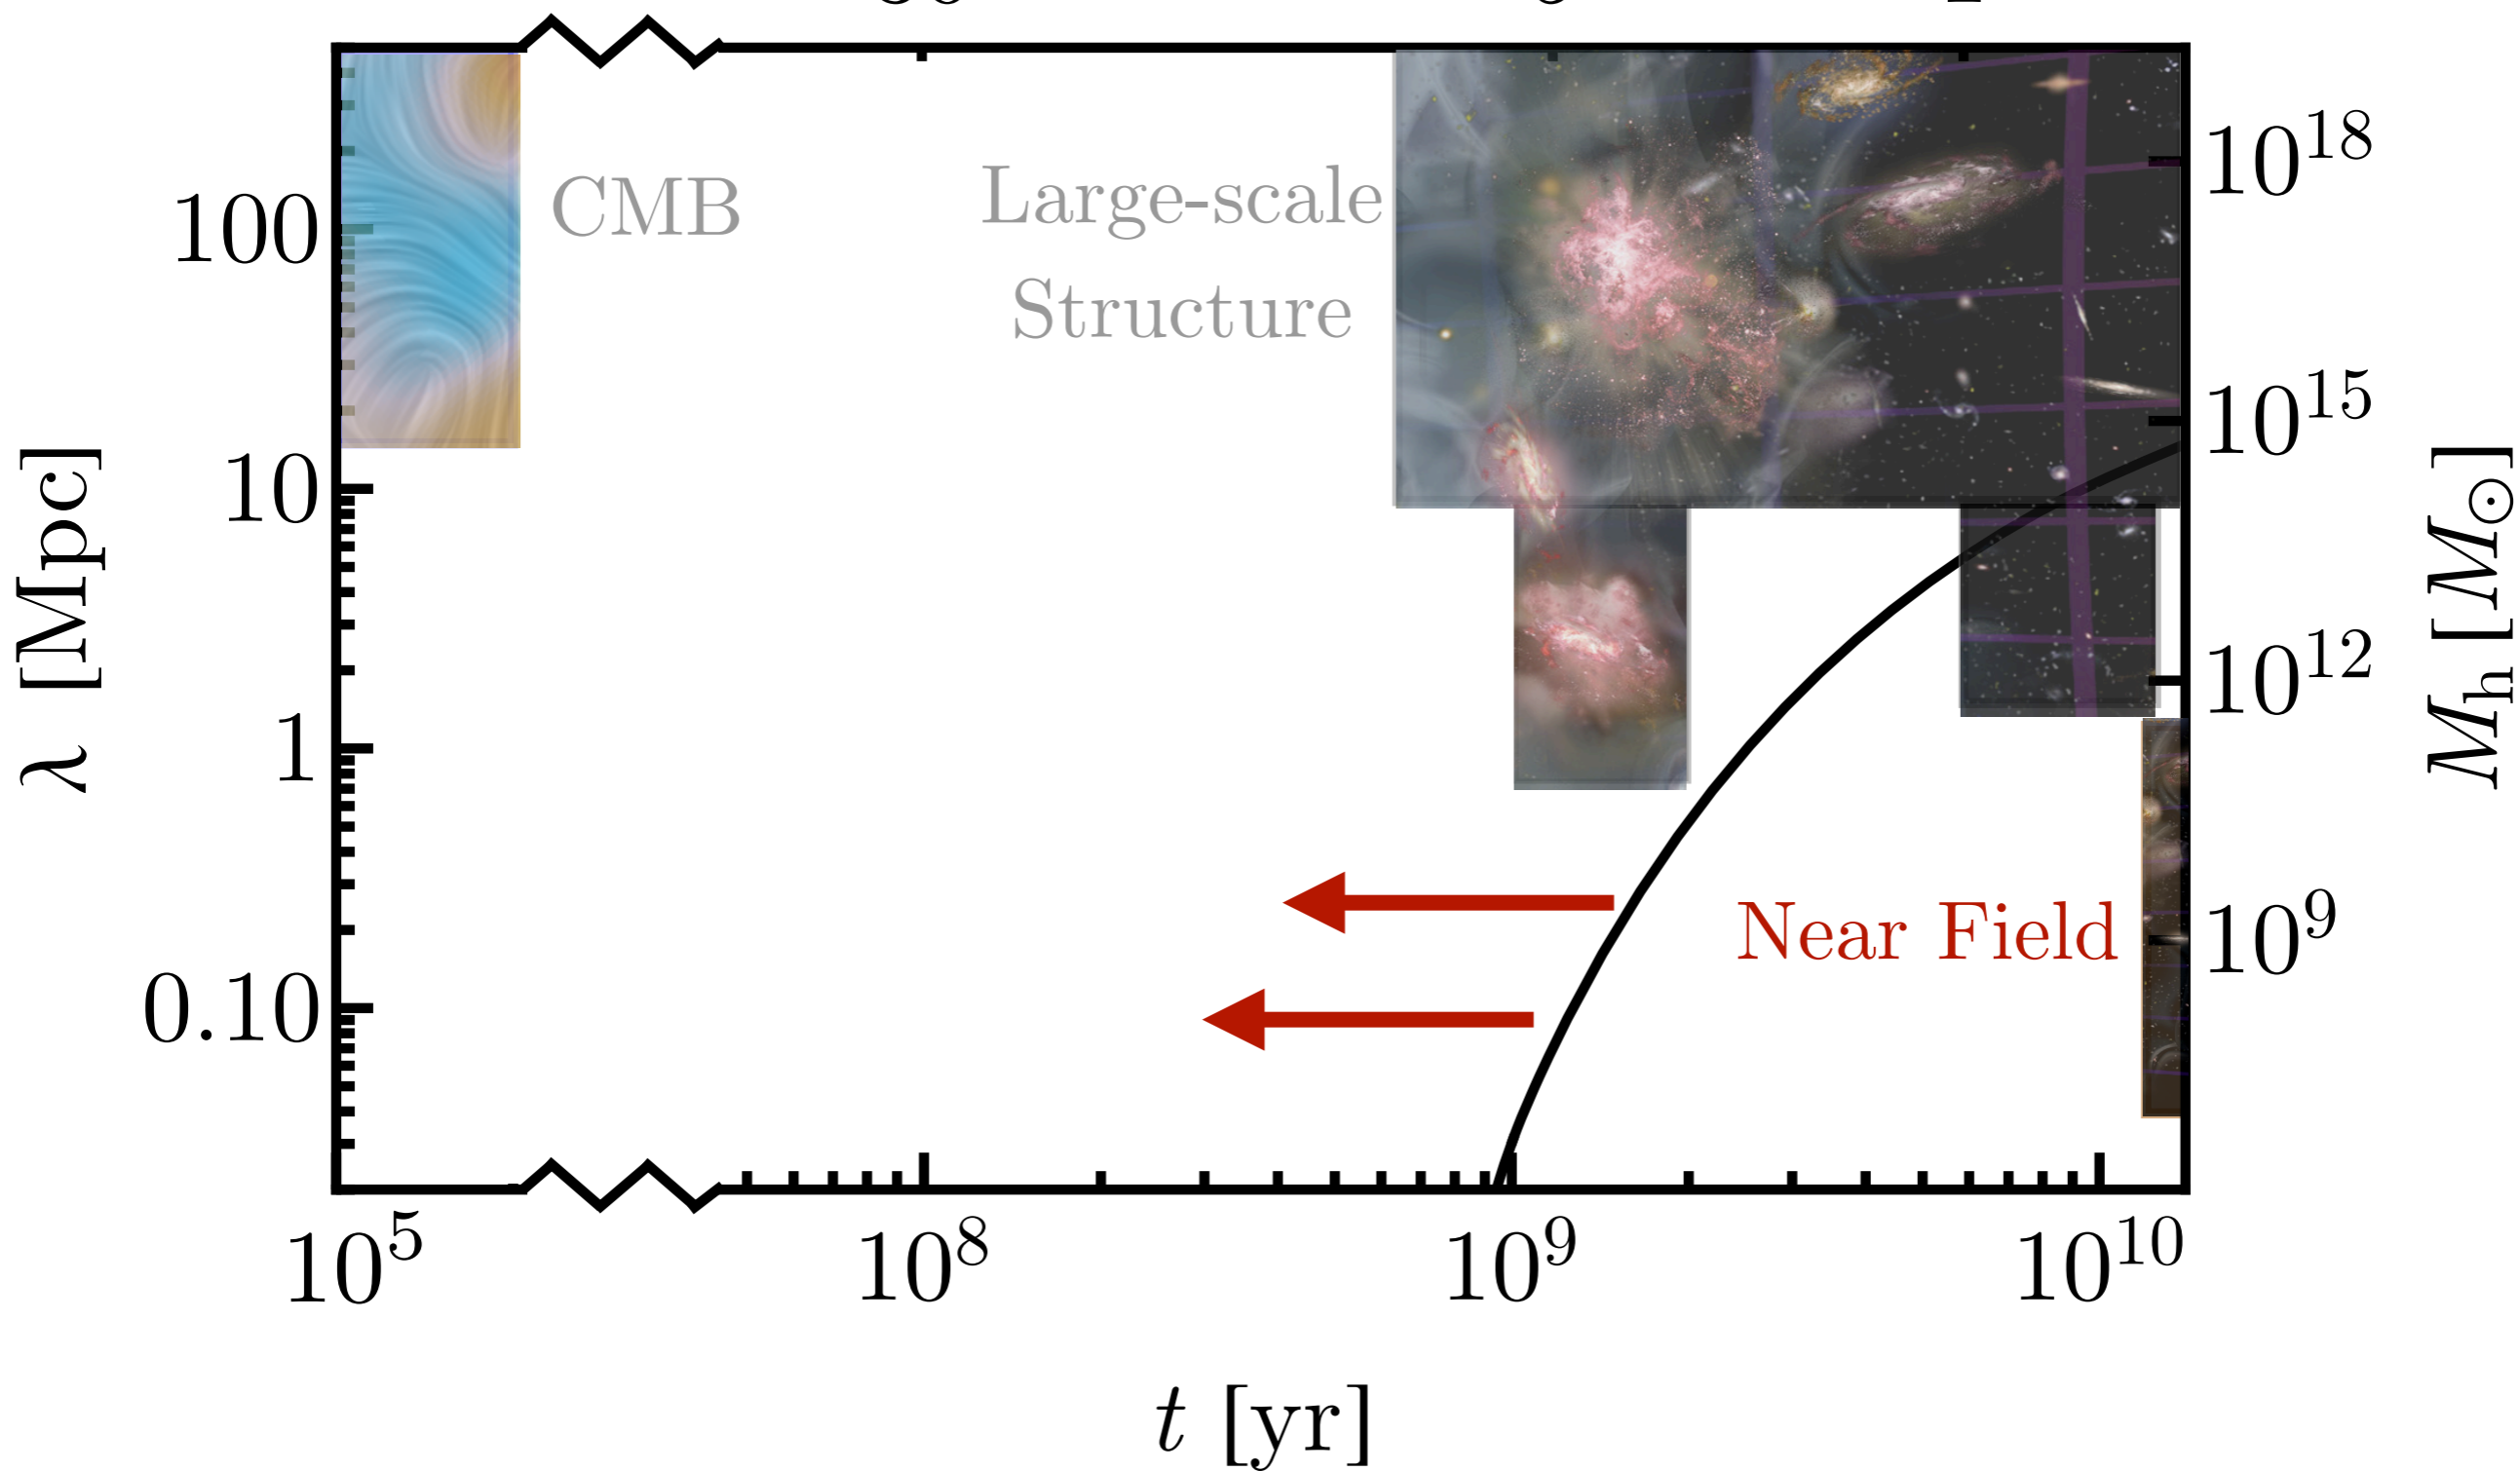 CMB
Large-scale
Structure
Near Field
λ [Mpc]
100
10
1
0.10
10^18
10^15
10^12
10^9
M_h [M_⊙]
10^5
10^8
10^9
10^10
t [yr]